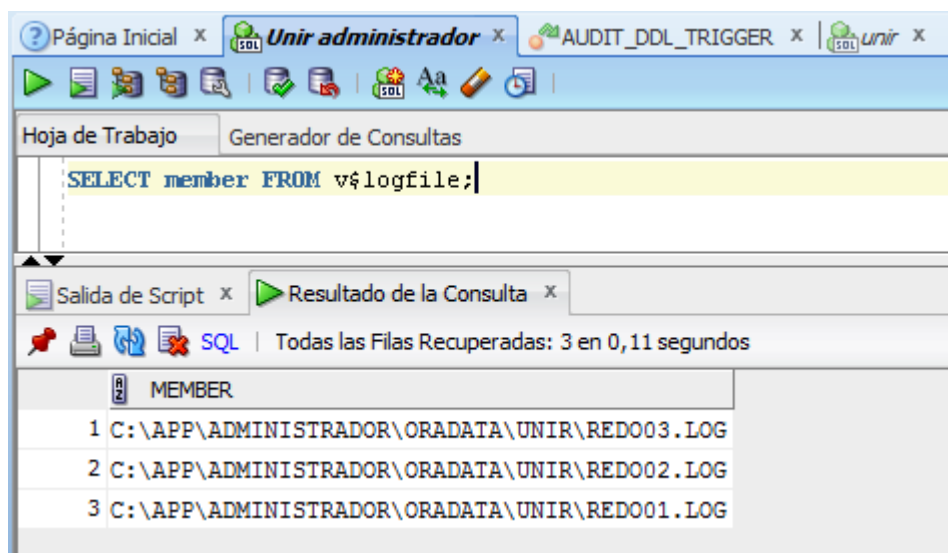 Página Inicial x Unir administrador x AUDIT_DDL_TRIGGER x unir x
Hoja de Trabajo Generador de Consultas
SELECT member FROM v$logfile;
Salida de Script x Resultado de la Consulta x
SQL | Todas las Filas Recuperadas: 3 en 0,11 segundos
MEMBER
1 C:\APP\ADMINISTRADOR\ORADATA\UNIR\REDO03.LOG
2 C:\APP\ADMINISTRADOR\ORADATA\UNIR\REDO02.LOG
3 C:\APP\ADMINISTRADOR\ORADATA\UNIR\REDO01.LOG